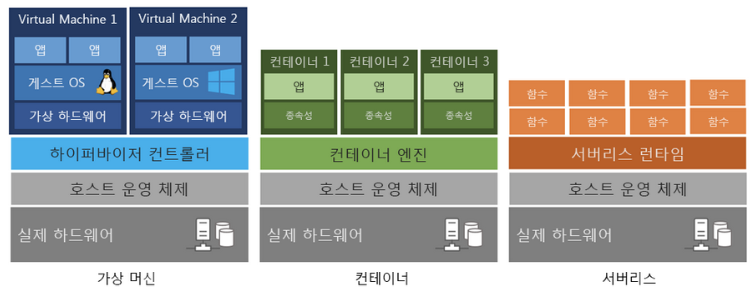 Virtual Machine 1
앱 앱
게스트 OS
가상 하드웨어
Virtual Machine 2
앱 앱
게스트 OS
가상 하드웨어
하이퍼바이저 컨트롤러
호스트 운영 체제
실제 하드웨어
가상 머신
컨테이너 1 컨테이너 2 컨테이너 3
앱 앱 앱
종속성 종속성 종속성
컨테이너 엔진
호스트 운영 체제
실제 하드웨어
컨테이너
함수 함수 함수 함수
함수 함수 함수 함수
서버리스 런타임
호스트 운영 체제
실제 하드웨어
서버리스